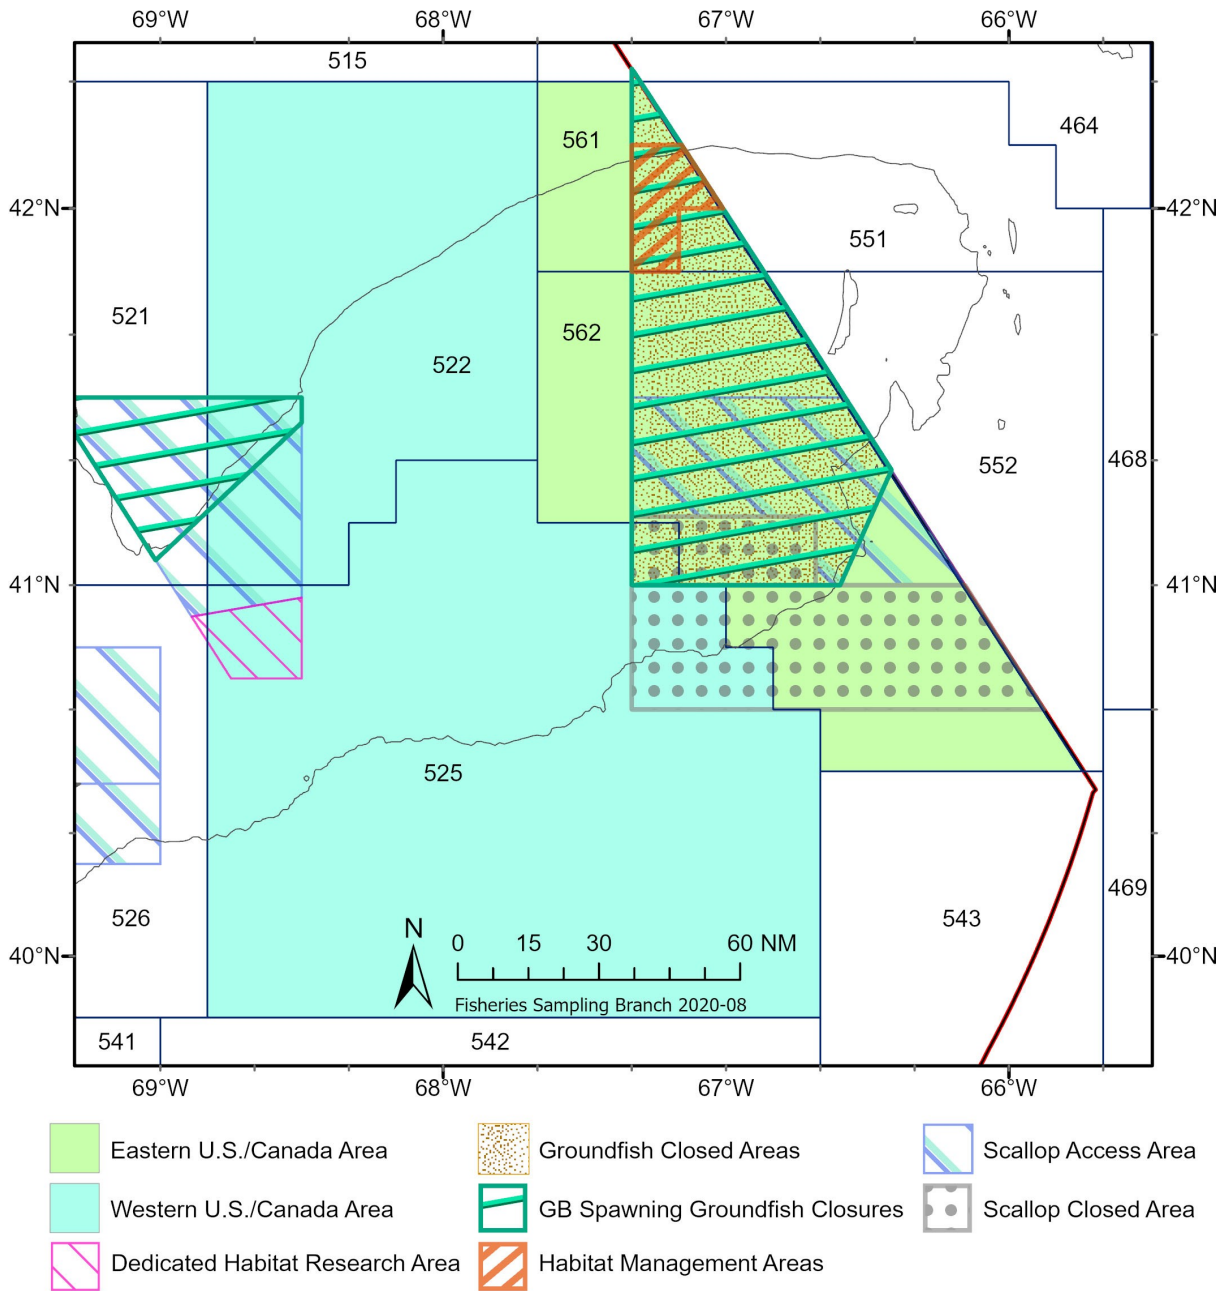 69°W 68°W 67°W 66°W
515
464
561
42°N 42°N
551
521
562
522
552
468
41°N 41°N
525
469
526
543
N
0 15 30 60 NM
40°N 40°N
Fisheries Sampling Branch 2020-08
541 542
69°W 68°W 67°W 66°W
Eastern U.S./Canada Area
Groundfish Closed Areas
Scallop Access Area
Western U.S./Canada Area
GB Spawning Groundfish Closures
Scallop Closed Area
Dedicated Habitat Research Area
Habitat Management Areas